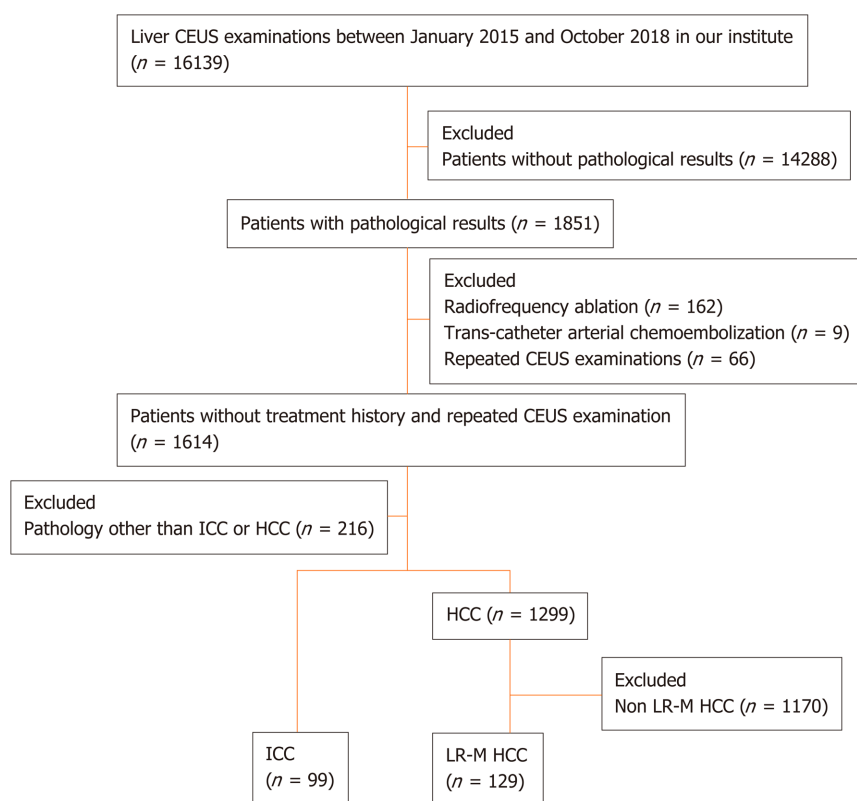 Liver CEUS examinations between January 2015 and October 2018 in our institute
(n = 16139)
Excluded
Patients without pathological results (n = 14288)
Patients with pathological results (n = 1851)
Excluded
Radiofrequency ablation (n = 162)
Trans-catheter arterial chemoembolization (n = 9)
Repeated CEUS examinations (n = 66)
Patients without treatment history and repeated CEUS examination
(n = 1614)
Excluded
Pathology other than ICC or HCC (n = 216)
HCC (n = 1299)
Excluded
Non LR-M HCC (n = 1170)
ICC
(n = 99)
LR-M HCC
(n = 129)